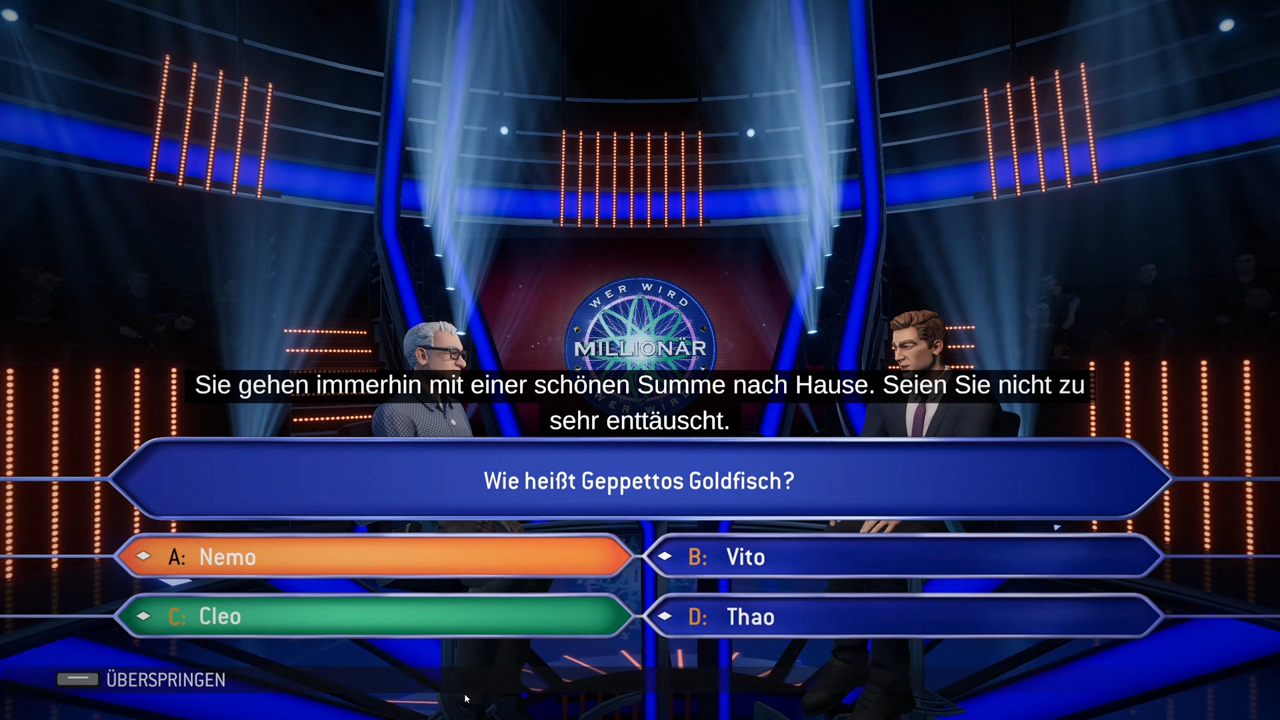 WER WIRD
MILLIONÄR
Sie gehen immerhin mit einer schönen Summe nach Hause. Seien Sie nicht zu
sehr enttäuscht.
Wie heißt Geppettos Goldfisch?
A: Nemo
B: Vito
C: Cleo
D: Thao
ÜBERSPRINGEN